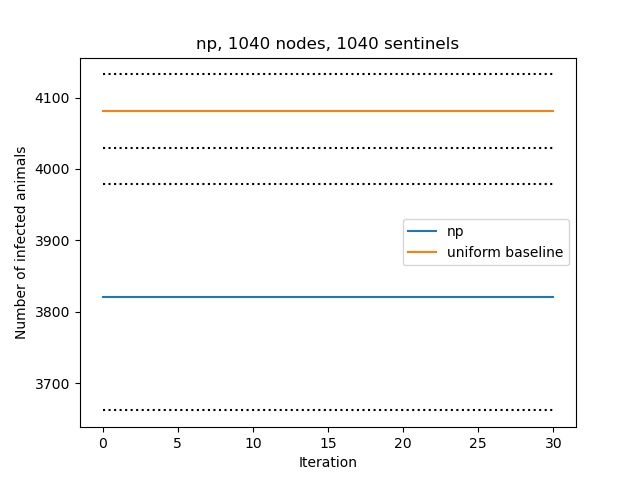 np, 1040 nodes, 1040 sentinels
Number of infected animals
4100
4000
3900
3800
3700
np
uniform baseline
0 5 10 15 20 25 30
Iteration